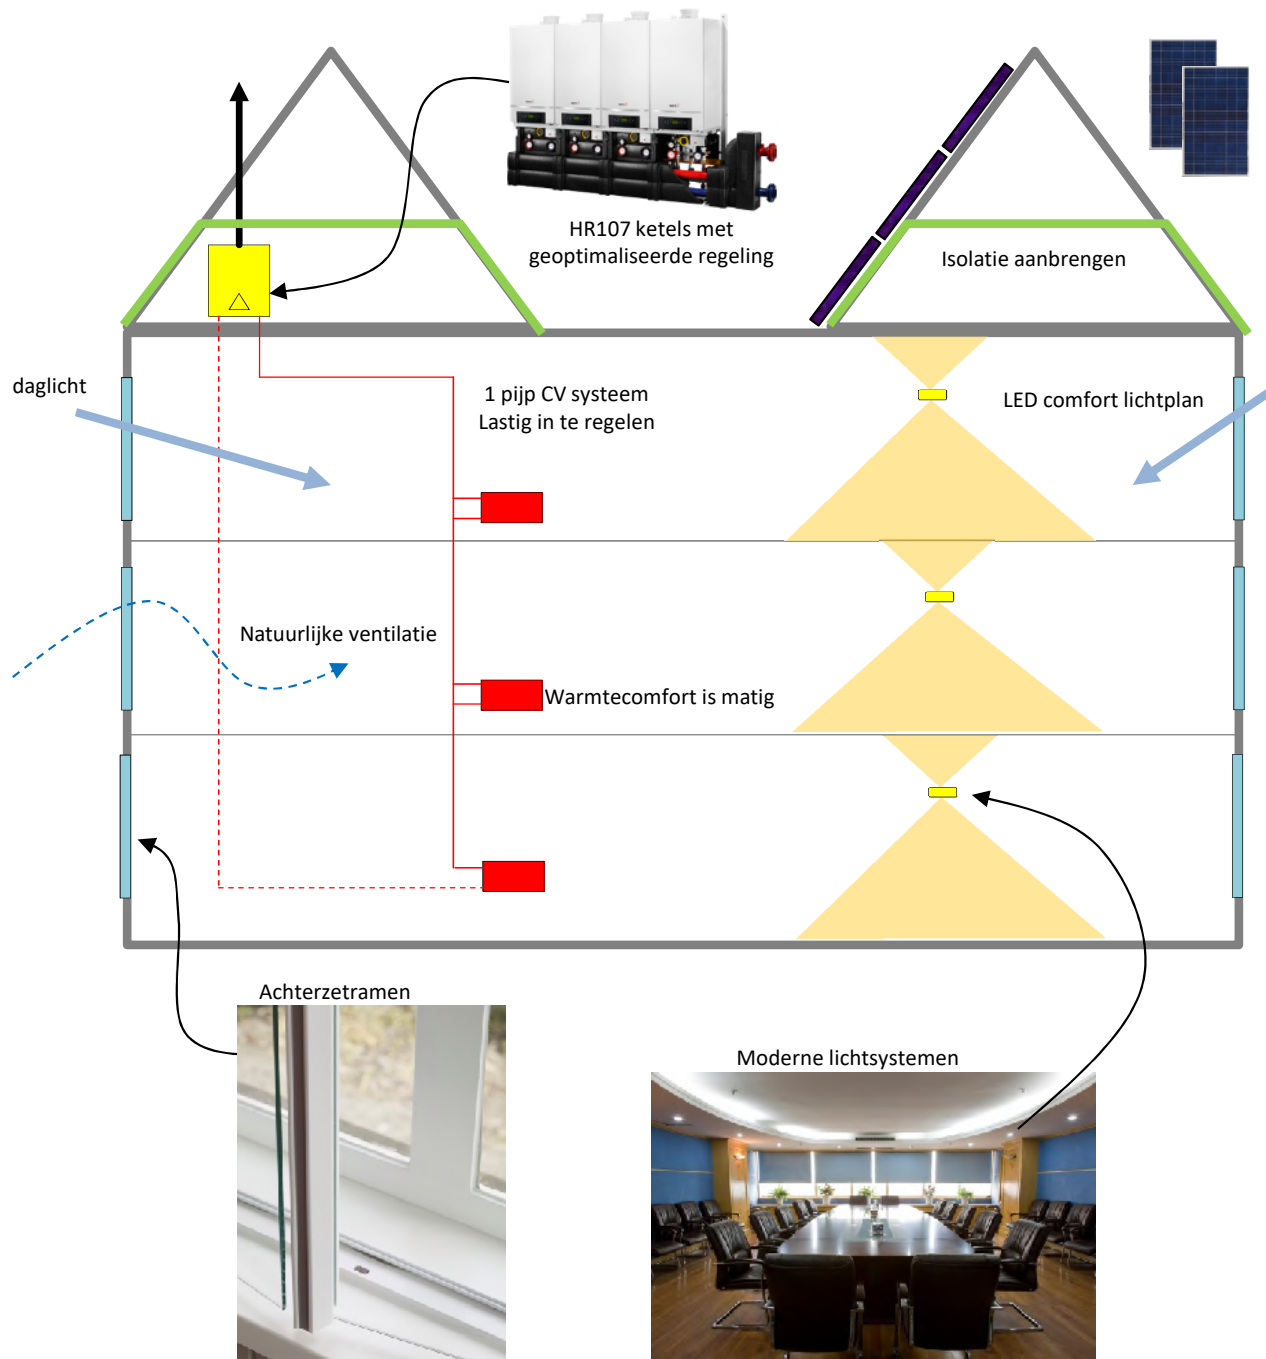 HR107 ketels met
geoptimaliseerde regeling
Isolatie aanbrengen
daglicht
1 pijp CV systeem
Lastig in te regelen
LED comfort lichtplan
Natuurlijke ventilatie
Warmtecomfort is matig
Achterzetramen
Moderne lichtsystemen